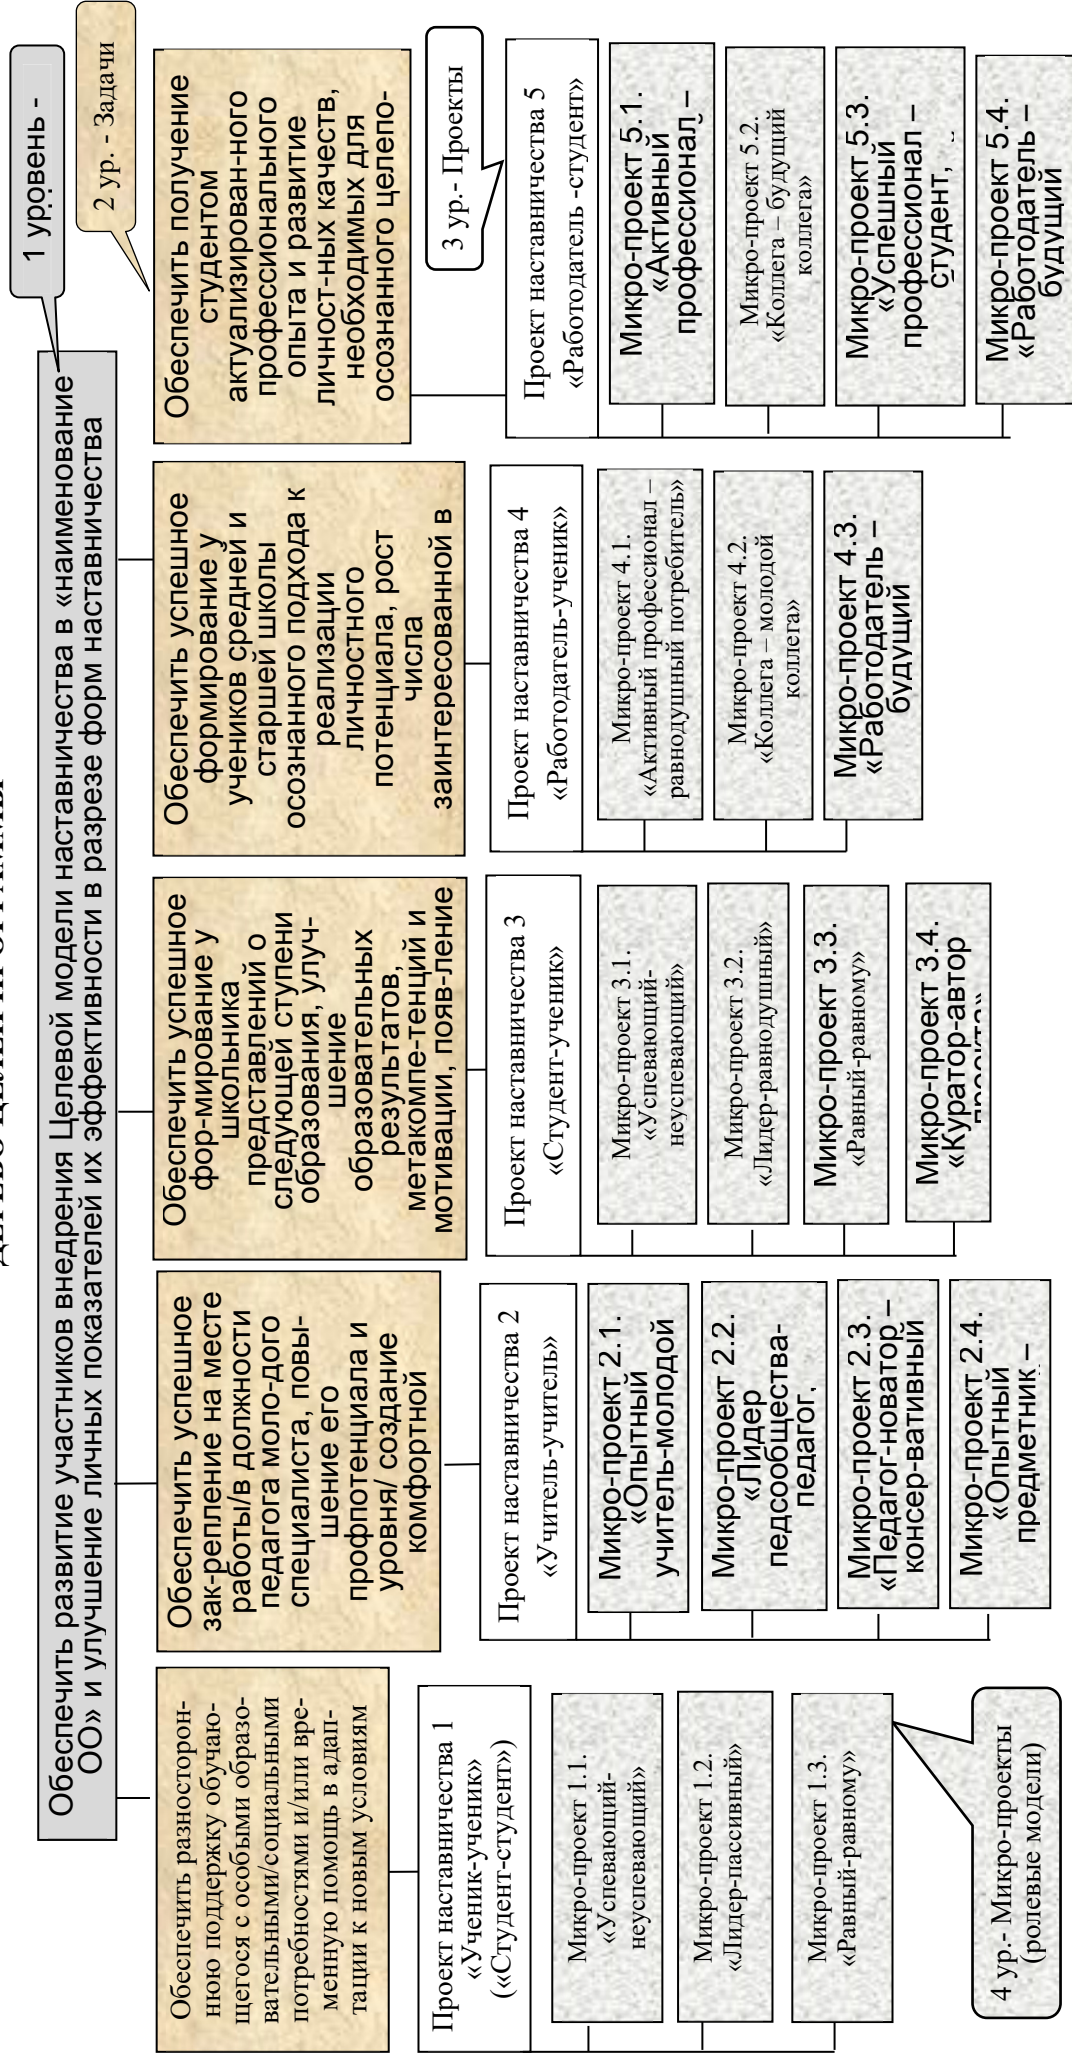 1 уровень -
2 ур. - Задачи
Обеспечить развитие участников внедрения Целевой модели наставничества в «наименование
ОО» и улучшение личных показателей их эффективности в разрезе форм наставничества
Обеспечить разносторон-
нюю поддержку обучаю-
щегося с особыми образо-
вательными/социальными
потребностями и/или вре-
менную помощь в адап-
тации к новым условиям
Проект наставничества 1
«Ученик-ученик»
(«Студент-студент»)
Микро-проект 1.1.
«Успевающий-
неуспевающий»
Микро-проект 1.2.
«Лидер-пассивный»
Микро-проект 1.3.
«Равный-равному»
4 ур.- Микро-проекты
(ролевые модели)
Обеспечить успешное
зак-репление на месте
работы/в должности
педагога моло-дого
специалиста, повы-
шение его
профпотенциала и
уровня/ создание
комфортной
Проект наставничества 2
«Учитель-учитель»
Микро-проект 2.1.
«Опытный
учитель-молодой
Микро-проект 2.2.
«Лидер
педсообщества-
педагог,
Микро-проект 2.3.
«Педагог-новатор –
консер-вативный
Микро-проект 2.4.
«Опытный
предметник –
Обеспечить успешное
фор-мирование у
школьника
представлений о
следующей ступени
образования, улуч-
шение
образовательных
результатов,
метакомпе-тенций и
мотивации, появ-ление
Проект наставничества 3
«Студент-ученик»
Микро-проект 3.1.
«Успевающий-
неуспевающий»
Микро-проект 3.2.
«Лидер-равнодушный»
Микро-проект 3.3.
«Равный-равному»
Микро-проект 3.4.
«Куратор-автор
Обеспечить успешное
формирование у
учеников средней и
старшей школы
осознанного подхода к
реализации
личностного
потенциала, рост
числа
заинтересованной в
Проект наставничества 4
«Работодатель-ученик»
Микро-проект 4.1.
«Активный профессионал –
равнодушный потребитель»
Микро-проект 4.2.
«Коллега – молодой
коллега»
Микро-проект 4.3.
«Работодатель –
будущий
Обеспечить получение
студентом
актуализирован-ного
профессионального
опыта и развитие
личност-ных качеств,
необходимых для
осознанного целепо-
3 ур.- Проекты
Проект наставничества 5
«Работодатель -студент»
Микро-проект 5.1.
«Активный
профессионал –
Микро-проект 5.2.
«Коллега – будущий
коллега»
Микро-проект 5.3.
«Успешный
профессионал –
студент,
Микро-проект 5.4.
«Работодатель –
будущий